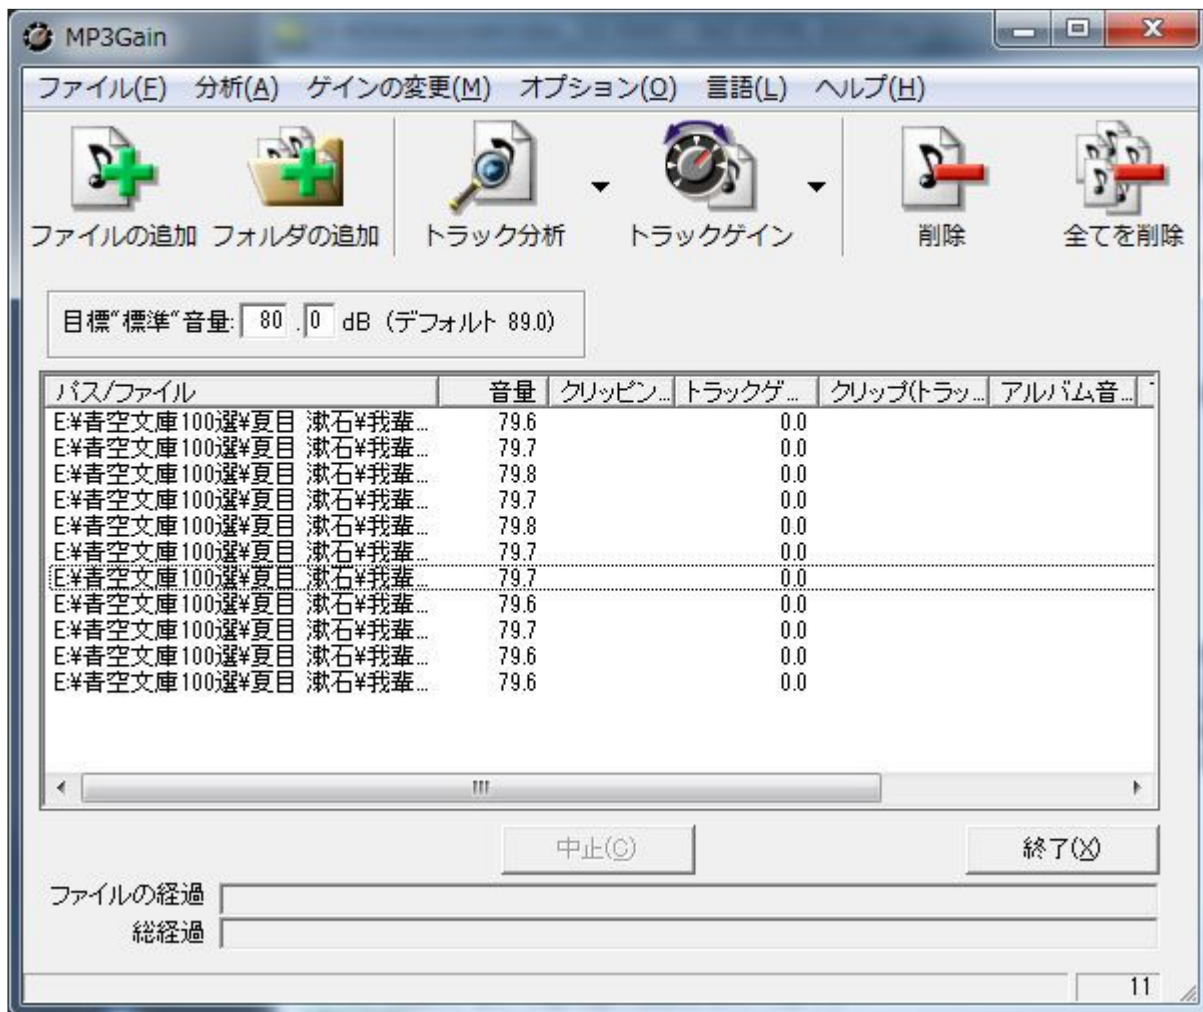 MP3Gain
ファイル(F) 分析(A) ゲインの変更(M) オプション(O) 言語(L) ヘルプ(H)
ファイルの追加 フォルダの追加 トラック分析 トラックゲイン 削除 全てを削除
目標“標準“音量: 80 .0 dB (デフォルト 89.0)
パス/ファイル 音量 クリッピン... トラックゲ... クリップ(トラッ... アルバム音...
E:¥青空文庫100選¥夏目 漱石¥我輩... 79.6 0.0
E:¥青空文庫100選¥夏目 漱石¥我輩... 79.7 0.0
E:¥青空文庫100選¥夏目 漱石¥我輩... 79.8 0.0
E:¥青空文庫100選¥夏目 漱石¥我輩... 79.7 0.0
E:¥青空文庫100選¥夏目 漱石¥我輩... 79.8 0.0
E:¥青空文庫100選¥夏目 漱石¥我輩... 79.7 0.0
E:¥青空文庫100選¥夏目 漱石¥我輩... 79.7 0.0
E:¥青空文庫100選¥夏目 漱石¥我輩... 79.6 0.0
E:¥青空文庫100選¥夏目 漱石¥我輩... 79.7 0.0
E:¥青空文庫100選¥夏目 漱石¥我輩... 79.6 0.0
E:¥青空文庫100選¥夏目 漱石¥我輩... 79.6 0.0
中止(C) 終了(X)
ファイルの経過
総経過
11